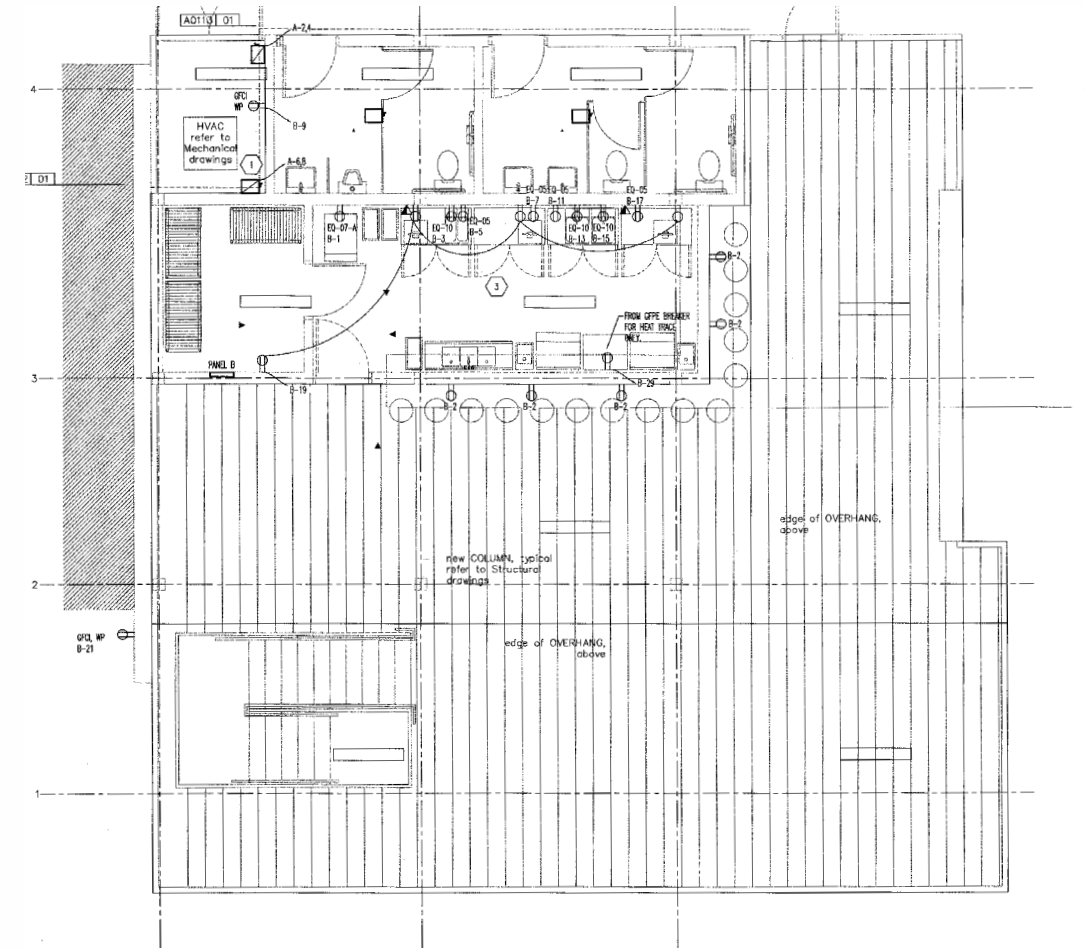 A0113 01
A-2,4
4
GFCI
WP
B-9
HVAC
refer to
Mechanical
drawings
1
A-6,8
01
EQ-07-A
B-1
EQ-10
B-3
EQ-05
B-5
EQ-05
B-7
EQ-05
B-11
EQ-10
B-13
EQ-10
B-15
EQ-05
B-17
B-2
3
FROM GFPE BREAKER
FOR HEAT TRACE
ONLY.
B-2
PANEL B
3
B-19
B-29
B-2
B-2
B-2
edge of OVERHANG,
above
new COLUMN, typical
refer to Structural
drawings
2
GFCI, WP
B-21
edge of OVERHANG,
above
1